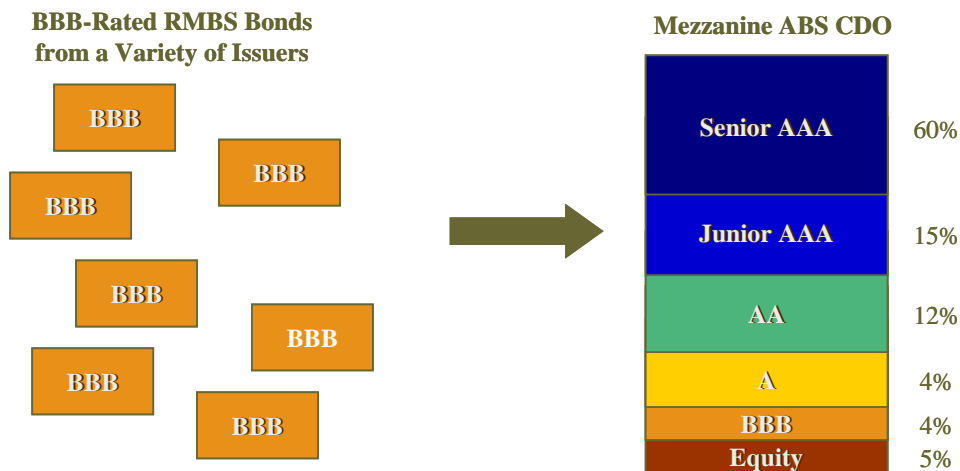 BBB-Rated RMBS Bonds
from a Variety of Issuers
BBB
BBB
BBB
BBB
BBB
BBB
BBB
Mezzanine ABS CDO
Senior AAA 60%
Junior AAA 15%
AA 12%
A 4%
BBB 4%
Equity 5%